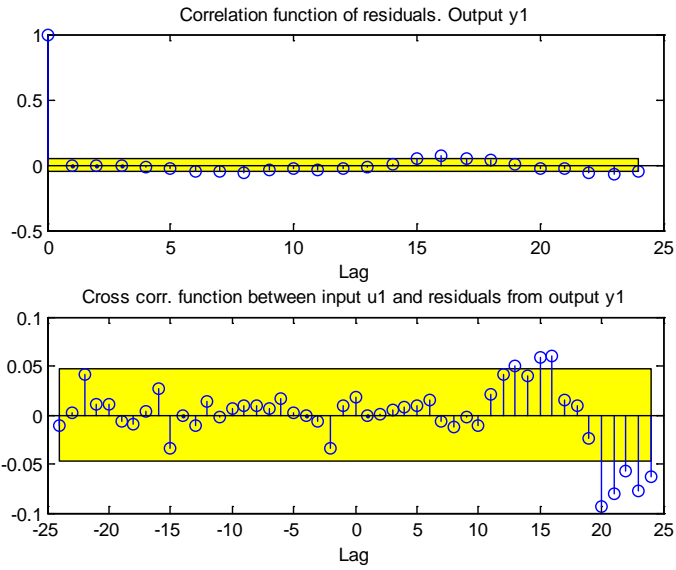 Correlation function of residuals. Output y1
1
0.5
0
-0.5
0 5 10 15 20 25
Lag
Cross corr. function between input u1 and residuals from output y1
0.1
0.05
0
-0.05
-0.1
-25 -20 -15 -10 -5 0 5 10 15 20 25
Lag